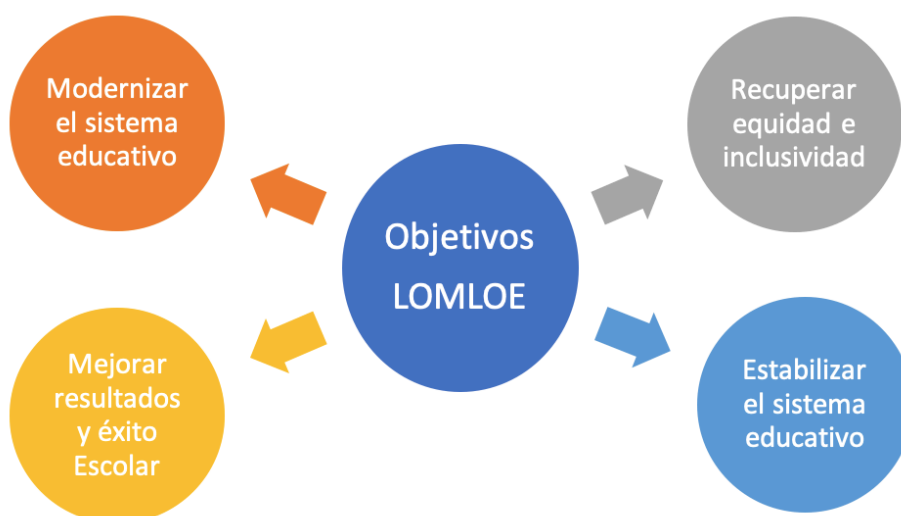 Modernizar
el sistema
educativo
Recuperar
equidad e
inclusividad
Objetivos
LOMLOE
Mejorar
resultados
y éxito
Escolar
Estabilizar
el sistema
educativo